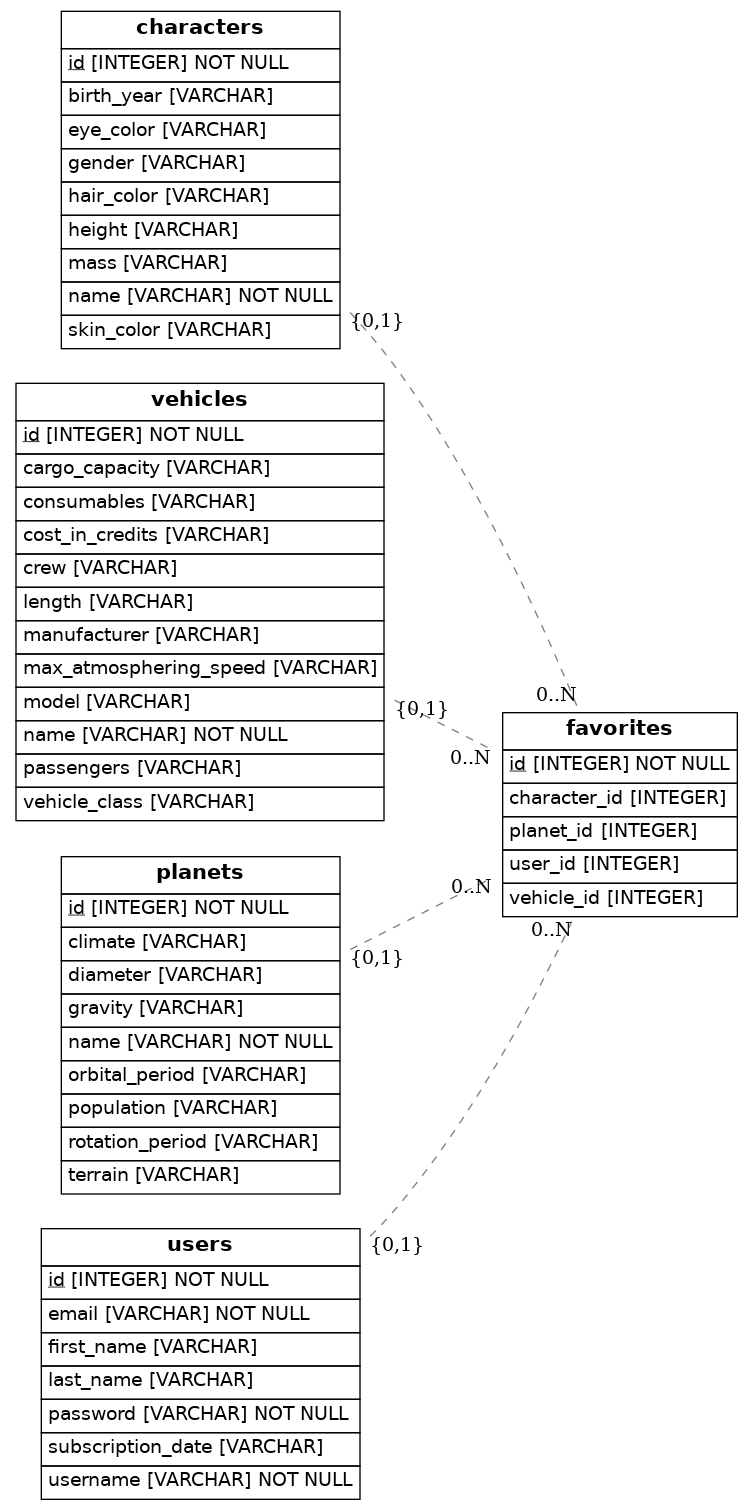 characters
id [INTEGER] NOT NULL
birth_year [VARCHAR]
eye_color [VARCHAR]
gender [VARCHAR]
hair_color [VARCHAR]
height [VARCHAR]
mass [VARCHAR]
name [VARCHAR] NOT NULL
skin_color [VARCHAR]
{0,1}
0..N
vehicles
id [INTEGER] NOT NULL
cargo_capacity [VARCHAR]
consumables [VARCHAR]
cost_in_credits [VARCHAR]
crew [VARCHAR]
length [VARCHAR]
manufacturer [VARCHAR]
max_atmosphering_speed [VARCHAR]
model [VARCHAR]
name [VARCHAR] NOT NULL
passengers [VARCHAR]
vehicle_class [VARCHAR]
{0,1}
0..N
favorites
id [INTEGER] NOT NULL
character_id [INTEGER]
planet_id [INTEGER]
user_id [INTEGER]
vehicle_id [INTEGER]
planets
id [INTEGER] NOT NULL
climate [VARCHAR]
diameter [VARCHAR]
gravity [VARCHAR]
name [VARCHAR] NOT NULL
orbital_period [VARCHAR]
population [VARCHAR]
rotation_period [VARCHAR]
terrain [VARCHAR]
0..N
{0,1}
0..N
users
id [INTEGER] NOT NULL
email [VARCHAR] NOT NULL
first_name [VARCHAR]
last_name [VARCHAR]
password [VARCHAR] NOT NULL
subscription_date [VARCHAR]
username [VARCHAR] NOT NULL
{0,1}